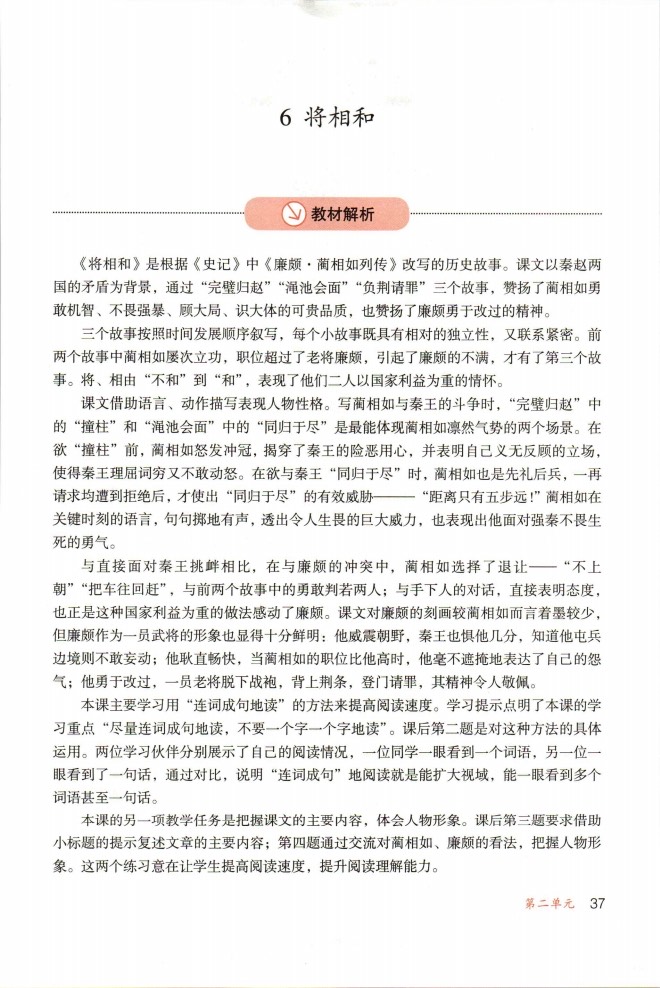 6 将相和
教材解析
《将相和》是根据《史记》中《廉颇·蔺相如列传》改写的历史故事。课文以秦赵两
国的矛盾为背景，通过“完璧归赵”“渑池会面”“负荆请罪”三个故事，赞扬了蔺相如勇
敢机智、不畏强暴、顾大局、识大体的可贵品质，也赞扬了廉颇勇于改过的精神。
三个故事按照时间发展顺序叙写，每个小故事既具有相对的独立性，又联系紧密。前
两个故事中蔺相如屡次立功，职位超过了老将廉颇，引起了廉颇的不满，才有了第三个故
事。将、相由“不和”到“和”，表现了他们二人以国家利益为重的情怀。
课文借助语言、动作描写表现人物性格。写蔺相如与秦王的斗争时，“完璧归赵”中
的“撞柱”和“渑池会面”中的“同归于尽”是最能体现蔺相如凛然气势的两个场景。在
欲“撞柱”前，蔺相如怒发冲冠，揭穿了秦王的险恶用心，并表明自己义无反顾的立场，
使得秦王理屈词穷又不敢动怒。在欲与秦王“同归于尽”时，蔺相如也是先礼后兵，一再
请求均遭到拒绝后，才使出“同归于尽”的有效威胁———“距离只有五步远！”蔺相如在
关键时刻的语言，句句掷地有声，透出令人生畏的巨大威力，也表现出他面对强秦不畏生
死的勇气。
与直接面对秦王挑衅相比，在与廉颇的冲突中，蔺相如选择了退让——“不上
朝”“把车往回赶”，与前两个故事中的勇敢判若两人；与手下人的对话，直接表明态度，
也正是这种国家利益为重的做法感动了廉颇。课文对廉颇的刻画较蔺相如而言着墨较少，
但廉颇作为一员武将的形象也显得十分鲜明：他威震朝野，秦王也惧他几分，知道他屯兵
边境则不敢妄动；他耿直畅快，当蔺相如的职位比他高时，他毫不遮掩地表达了自己的怨
气；他勇于改过，一员老将脱下战袍，背上荆条，登门请罪，其精神令人敬佩。
本课主要学习用“连词成句地读”的方法来提高阅读速度。学习提示点明了本课的学
习重点“尽量连词成句地读，不要一个字一个字地读”。课后第二题是对这种方法的具体
运用。两位学习伙伴分别展示了自己的阅读情况，一位同学一眼看到一个词语，另一位一
眼看到了一句话，通过对比，说明“连词成句”地阅读就是能扩大视域，能一眼看到多个
词语甚至一句话。
本课的另一项教学任务是把握课文的主要内容，体会人物形象。课后第三题要求借助
小标题的提示复述文章的主要内容；第四题通过交流对蔺相如、廉颇的看法，把握人物形
象。这两个练习意在让学生提高阅读速度，提升阅读理解能力。
第二单元 37